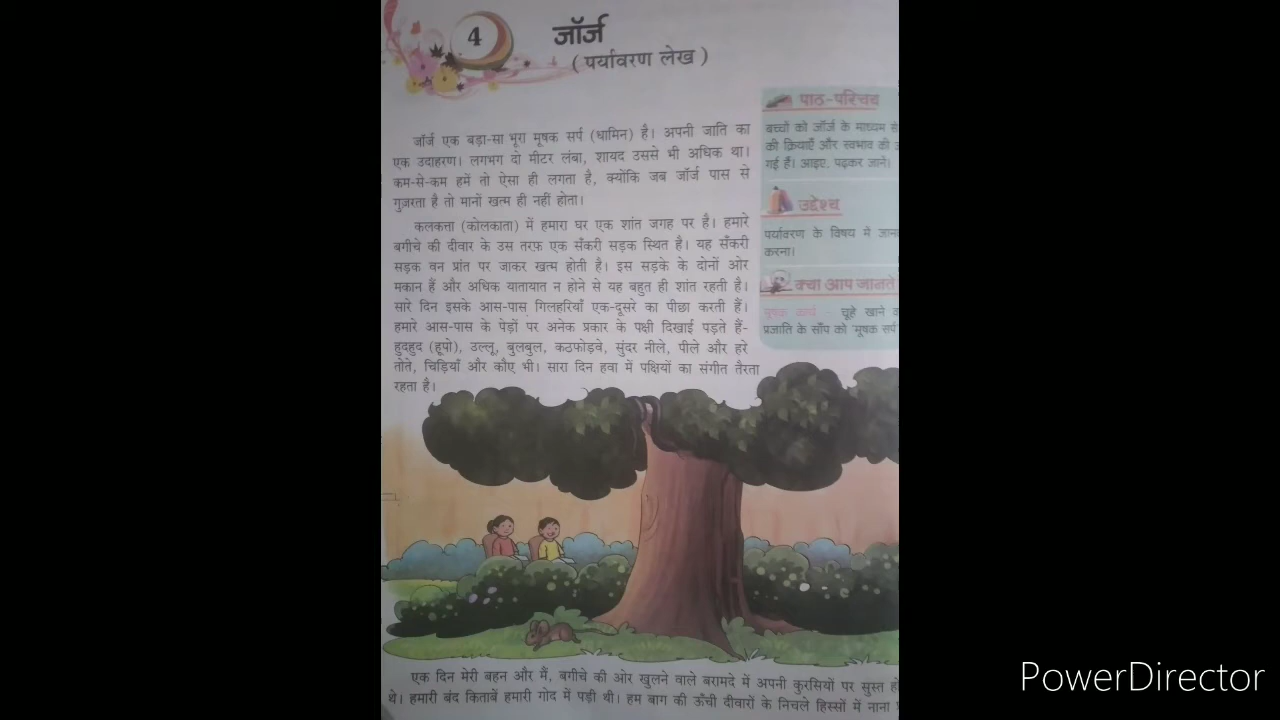 4
जॉर्ज
( पर्यावरण लेख )
जॉर्ज एक बड़ा-सा भूरा मूषक सर्प (धामिन) है। अपनी जाति का
एक उदाहरण। लगभग दो मीटर लंबा, शायद उससे भी अधिक था।
कम-से-कम हमें तो ऐसा ही लगता है, क्योंकि जब जॉर्ज पास से
गुज़रता है तो मानों खत्म ही नहीं होता।
कलकत्ता (कोलकाता) में हमारा घर एक शांत जगह पर है। हमारे
बगीचे की दीवार के उस तरफ़ एक सँकरी सड़क स्थित है। यह सँकरी
सड़क वन प्रांत पर जाकर खत्म होती है। इस सड़के के दोनों ओर
मकान हैं और अधिक यातायात न होने से यह बहुत ही शांत रहती है।
सारे दिन इसके आस-पास गिलहरियाँ एक-दूसरे का पीछा करती हैं।
हमारे आस-पास के पेड़ों पर अनेक प्रकार के पक्षी दिखाई पड़ते हैं-
हुदहुद (हूपो), उल्लू, बुलबुल, कठफोड़वे, सुंदर नीले, पीले और हरे
तोते, चिड़ियाँ और कौए भी। सारा दिन हवा में पक्षियों का संगीत तैरता
रहता है।
पाठ-परिचय
बच्चों को जॉर्ज के माध्यम से
की क्रियाएँ और स्वभाव की
गई हैं। आइए, पढ़कर जानें।
उद्देश्य
पर्यावरण के विषय में
करना।
क्या आप जानते
मूषक सर्प - चूहे खाने
प्रजाति के साँप को 'मूषक सर्प'
एक दिन मेरी बहन और मैं, बगीचे की ओर खुलने वाले बरामदे में अपनी कुरसियों पर सुस्त
थे। हमारी बंद किताबें हमारी गोद में पड़ी थी। हम बाग की ऊँची दीवारों के निचले हिस्सों में नाना
PowerDirector